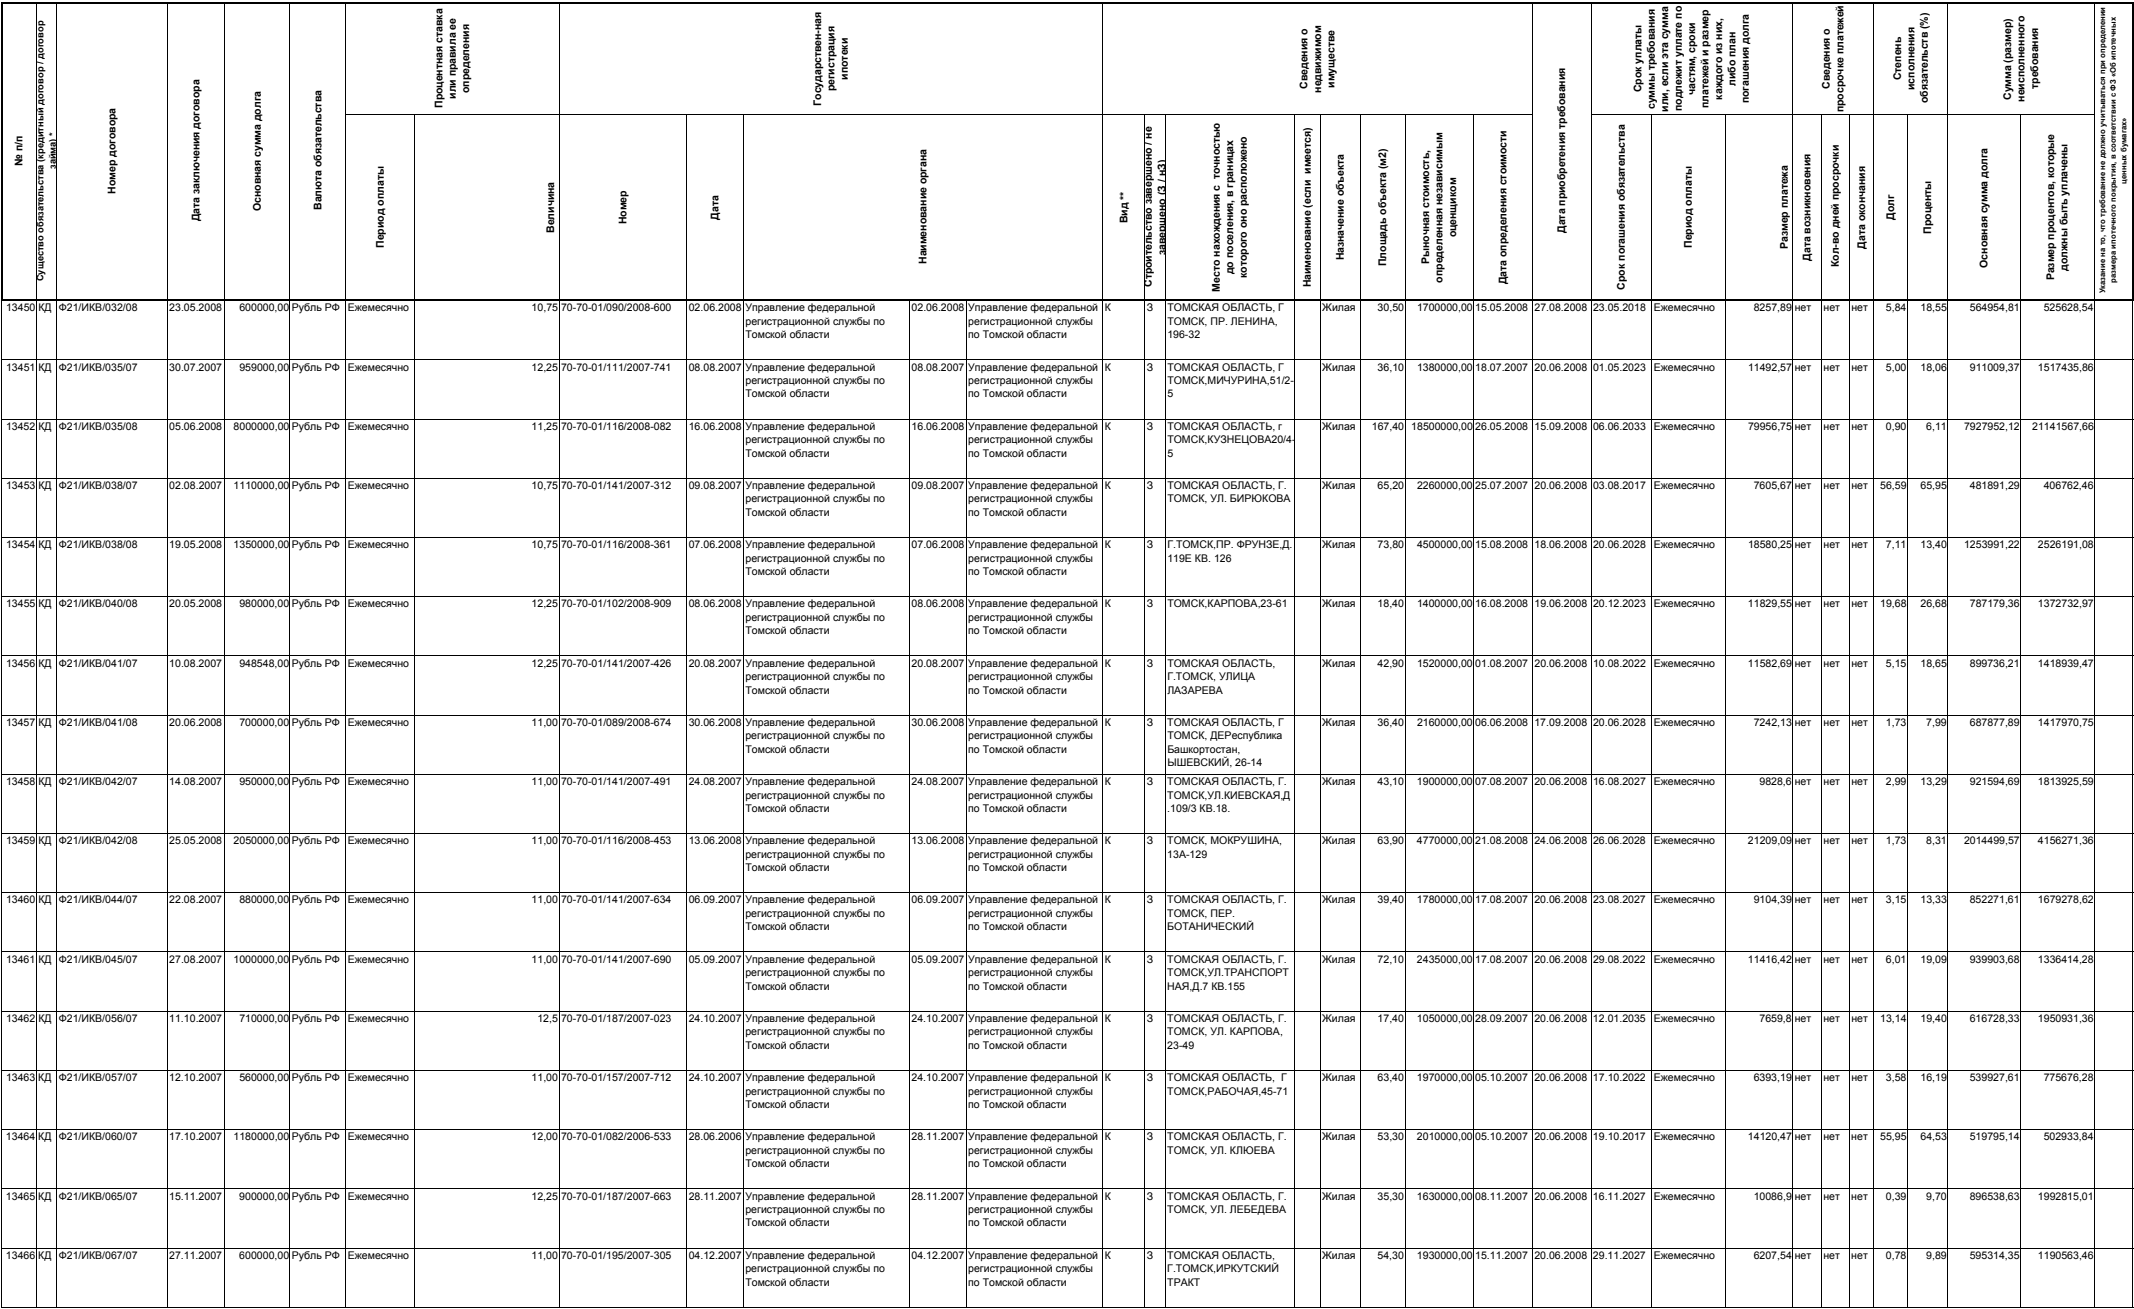 № п/п
Существо обязательства (кредитный договор / договор займа) *
Номер договора
Дата заключения договора
Основная сумма долга
Валюта обязательства
Процентная ставка или правила ее определения
Период оплаты
Величина
Государствен-ная регистрация ипотеки
Номер
Дата
Наименование органа
Сведения о недвижимом имуществе
Вид **
Строительство завершено / не завершено (З / нЗ)
Место нахождения с точностью до поселения, в границах которого оно расположено
Наименование (если имеется)
Назначение объекта
Площадь объекта (м2)
Рыночная стоимость, определенная независимым оценщиком
Дата определения стоимости
Дата приобретения требования
Срок уплаты суммы требования или, если эта сумма подлежит уплате по частям, сроки платежей и размер каждого из них, либо план погашения долга
Срок погашения обязательства
Период оплаты
Размер платежа
Сведения о просрочке платежей
Дата возникновения
Кол-во дней просрочки
Дата окончания
Степень исполнения обязательств (%)
Долг
Проценты
Сумма (размер) неисполненного требования
Основная сумма долга
Размер процентов, которые должны быть уплачены
Указание на то, что требование не должно учитываться при определении размера ипотечного покрытия, в соответствии с ФЗ «Об ипотечных ценных бумагах»
13450 КД Ф21/ИКВ/032/08 23.05.2008 600000,00 Рубль РФ Ежемесячно 10,75 70-70-01/090/2008-600 02.06.2008 Управление федеральной регистрационной службы по Томской области 02.06.2008 Управление федеральной регистрационной службы по Томской области К З ТОМСКАЯ ОБЛАСТЬ, Г ТОМСК, ПР. ЛЕНИНА, 196-32 Жилая 30,50 1700000,00 15.05.2008 27.08.2008 23.05.2018 Ежемесячно 8257,89 нет нет нет 5,84 18,55 564954,81 525628,54
13451 КД Ф21/ИКВ/035/07 30.07.2007 959000,00 Рубль РФ Ежемесячно 12,25 70-70-01/111/2007-741 08.08.2007 Управление федеральной регистрационной службы по Томской области 08.08.2007 Управление федеральной регистрационной службы по Томской области К З ТОМСКАЯ ОБЛАСТЬ, Г ТОМСК,МИЧУРИНА,51/2-5 Жилая 36,10 1380000,00 18.07.2007 20.06.2008 01.05.2023 Ежемесячно 11492,57 нет нет нет 5,00 18,06 911009,37 1517435,86
13452 КД Ф21/ИКВ/035/08 05.06.2008 8000000,00 Рубль РФ Ежемесячно 11,25 70-70-01/116/2008-082 16.06.2008 Управление федеральной регистрационной службы по Томской области 16.06.2008 Управление федеральной регистрационной службы по Томской области К З ТОМСКАЯ ОБЛАСТЬ, г ТОМСК,КУЗНЕЦОВА20/4-5 Жилая 167,40 18500000,00 26.05.2008 15.09.2008 06.06.2033 Ежемесячно 79956,75 нет нет нет 0,90 6,11 7927952,12 21141567,66
13453 КД Ф21/ИКВ/038/07 02.08.2007 1110000,00 Рубль РФ Ежемесячно 10,75 70-70-01/141/2007-312 09.08.2007 Управление федеральной регистрационной службы по Томской области 09.08.2007 Управление федеральной регистрационной службы по Томской области К З ТОМСКАЯ ОБЛАСТЬ, Г. ТОМСК, УЛ. БИРЮКОВА Жилая 65,20 2260000,00 25.07.2007 20.06.2008 03.08.2017 Ежемесячно 7605,67 нет нет нет 56,59 65,95 481891,29 406762,46
13454 КД Ф21/ИКВ/038/08 19.05.2008 1350000,00 Рубль РФ Ежемесячно 10,75 70-70-01/116/2008-361 07.06.2008 Управление федеральной регистрационной службы по Томской области 07.06.2008 Управление федеральной регистрационной службы по Томской области К З Г.ТОМСК,ПР. ФРУНЗЕ,Д. 119Е КВ. 126 Жилая 73,80 4500000,00 15.08.2008 18.06.2008 20.06.2028 Ежемесячно 18580,25 нет нет нет 7,11 13,40 1253991,22 2526191,08
13455 КД Ф21/ИКВ/040/08 20.05.2008 980000,00 Рубль РФ Ежемесячно 12,25 70-70-01/102/2008-909 08.06.2008 Управление федеральной регистрационной службы по Томской области 08.06.2008 Управление федеральной регистрационной службы по Томской области К З ТОМСК,КАРПОВА,23-61 Жилая 18,40 1400000,00 16.08.2008 19.06.2008 20.12.2023 Ежемесячно 11829,55 нет нет нет 19,68 26,68 787179,36 1372732,97
13456 КД Ф21/ИКВ/041/07 10.08.2007 948548,00 Рубль РФ Ежемесячно 12,25 70-70-01/141/2007-426 20.08.2007 Управление федеральной регистрационной службы по Томской области 20.08.2007 Управление федеральной регистрационной службы по Томской области К З ТОМСКАЯ ОБЛАСТЬ, Г.ТОМСК, УЛИЦА ЛАЗАРЕВА Жилая 42,90 1520000,00 01.08.2007 20.06.2008 10.08.2022 Ежемесячно 11582,69 нет нет нет 5,15 18,65 899736,21 1418939,47
13457 КД Ф21/ИКВ/041/08 20.06.2008 700000,00 Рубль РФ Ежемесячно 11,00 70-70-01/089/2008-674 30.06.2008 Управление федеральной регистрационной службы по Томской области 30.06.2008 Управление федеральной регистрационной службы по Томской области К З ТОМСКАЯ ОБЛАСТЬ, Г ТОМСК, ДЕРеспублика Башкортостан, ЫШЕВСКИЙ, 26-14 Жилая 36,40 2160000,00 06.06.2008 17.09.2008 20.06.2028 Ежемесячно 7242,13 нет нет нет 1,73 7,99 687877,89 1417970,75
13458 КД Ф21/ИКВ/042/07 14.08.2007 950000,00 Рубль РФ Ежемесячно 11,00 70-70-01/141/2007-491 24.08.2007 Управление федеральной регистрационной службы по Томской области 24.08.2007 Управление федеральной регистрационной службы по Томской области К З ТОМСКАЯ ОБЛАСТЬ, Г. ТОМСК,УЛ.КИЕВСКАЯ,Д .109/3 КВ.18. Жилая 43,10 1900000,00 07.08.2007 20.06.2008 16.08.2027 Ежемесячно 9828,6 нет нет нет 2,99 13,29 921594,69 1813925,59
13459 КД Ф21/ИКВ/042/08 25.05.2008 2050000,00 Рубль РФ Ежемесячно 11,00 70-70-01/116/2008-453 13.06.2008 Управление федеральной регистрационной службы по Томской области 13.06.2008 Управление федеральной регистрационной службы по Томской области К З ТОМСК, МОКРУШИНА, 13А-129 Жилая 63,90 4770000,00 21.08.2008 24.06.2008 26.06.2028 Ежемесячно 21209,09 нет нет нет 1,73 8,31 2014499,57 4156271,36
13460 КД Ф21/ИКВ/044/07 22.08.2007 880000,00 Рубль РФ Ежемесячно 11,00 70-70-01/141/2007-634 06.09.2007 Управление федеральной регистрационной службы по Томской области 06.09.2007 Управление федеральной регистрационной службы по Томской области К З ТОМСКАЯ ОБЛАСТЬ, Г. ТОМСК, ПЕР. БОТАНИЧЕСКИЙ Жилая 39,40 1780000,00 17.08.2007 20.06.2008 23.08.2027 Ежемесячно 9104,39 нет нет нет 3,15 13,33 852271,61 1679278,62
13461 КД Ф21/ИКВ/045/07 27.08.2007 1000000,00 Рубль РФ Ежемесячно 11,00 70-70-01/141/2007-690 05.09.2007 Управление федеральной регистрационной службы по Томской области 05.09.2007 Управление федеральной регистрационной службы по Томской области К З ТОМСКАЯ ОБЛАСТЬ, Г. ТОМСК,УЛ.ТРАНСПОРТ НАЯ,Д.7 КВ.155 Жилая 72,10 2435000,00 17.08.2007 20.06.2008 29.08.2022 Ежемесячно 11416,42 нет нет нет 6,01 19,09 939903,68 1336414,28
13462 КД Ф21/ИКВ/056/07 11.10.2007 710000,00 Рубль РФ Ежемесячно 12,5 70-70-01/187/2007-023 24.10.2007 Управление федеральной регистрационной службы по Томской области 24.10.2007 Управление федеральной регистрационной службы по Томской области К З ТОМСКАЯ ОБЛАСТЬ, Г. ТОМСК, УЛ. КАРПОВА, 23-49 Жилая 17,40 1050000,00 28.09.2007 20.06.2008 12.01.2035 Ежемесячно 7659,8 нет нет нет 13,14 19,40 616728,33 1950931,36
13463 КД Ф21/ИКВ/057/07 12.10.2007 560000,00 Рубль РФ Ежемесячно 11,00 70-70-01/157/2007-712 24.10.2007 Управление федеральной регистрационной службы по Томской области 24.10.2007 Управление федеральной регистрационной службы по Томской области К З ТОМСКАЯ ОБЛАСТЬ, Г ТОМСК,РАБОЧАЯ,45-71 Жилая 63,40 1970000,00 05.10.2007 20.06.2008 17.10.2022 Ежемесячно 6393,19 нет нет нет 3,58 16,19 539927,61 775676,28
13464 КД Ф21/ИКВ/060/07 17.10.2007 1180000,00 Рубль РФ Ежемесячно 12,00 70-70-01/082/2006-533 28.06.2006 Управление федеральной регистрационной службы по Томской области 28.11.2007 Управление федеральной регистрационной службы по Томской области К З ТОМСКАЯ ОБЛАСТЬ, Г. ТОМСК, УЛ. КЛЮЕВА Жилая 53,30 2010000,00 05.10.2007 20.06.2008 19.10.2017 Ежемесячно 14120,47 нет нет нет 55,95 64,53 519795,14 502933,84
13465 КД Ф21/ИКВ/065/07 15.11.2007 900000,00 Рубль РФ Ежемесячно 12,25 70-70-01/187/2007-663 28.11.2007 Управление федеральной регистрационной службы по Томской области 28.11.2007 Управление федеральной регистрационной службы по Томской области К З ТОМСКАЯ ОБЛАСТЬ, Г. ТОМСК, УЛ. ЛЕБЕДЕВА Жилая 35,30 1630000,00 08.11.2007 20.06.2008 16.11.2027 Ежемесячно 10086,9 нет нет нет 0,39 9,70 896538,63 1992815,01
13466 КД Ф21/ИКВ/067/07 27.11.2007 600000,00 Рубль РФ Ежемесячно 11,00 70-70-01/195/2007-305 04.12.2007 Управление федеральной регистрационной службы по Томской области 04.12.2007 Управление федеральной регистрационной службы по Томской области К З ТОМСКАЯ ОБЛАСТЬ, Г.ТОМСК,ИРКУТСКИЙ ТРАКТ Жилая 54,30 1930000,00 15.11.2007 20.06.2008 29.11.2027 Ежемесячно 6207,54 нет нет нет 0,78 9,89 595314,35 1190563,46